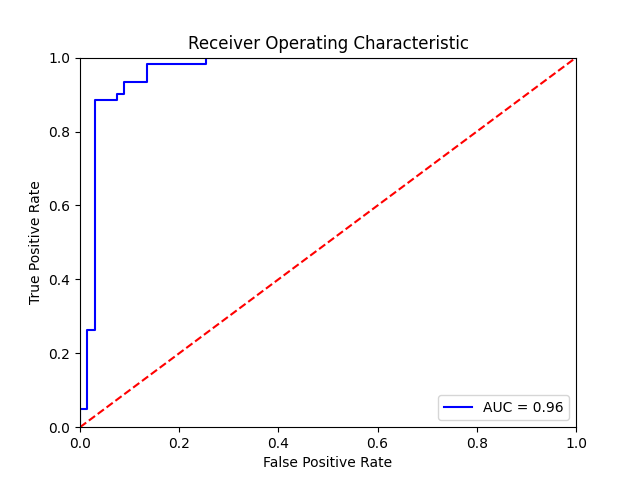 Receiver Operating Characteristic
1.0
0.8
0.6
0.4
0.2
0.0
True Positive Rate
AUC = 0.96
0.0 0.2 0.4 0.6 0.8 1.0
False Positive Rate